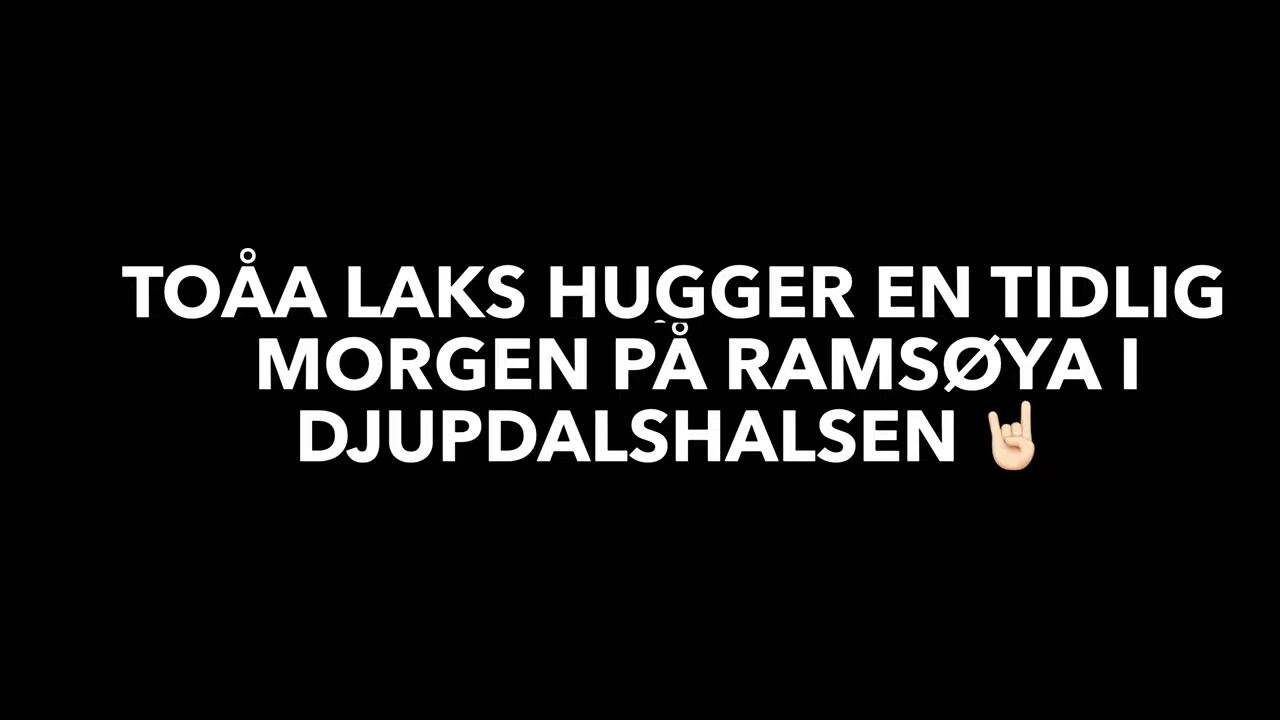 TOÅA LAKS HUGGER EN TIDLIG
MORGEN PÅ RAMSØYA I
DJUPDALSHALSEN 🤘🏻